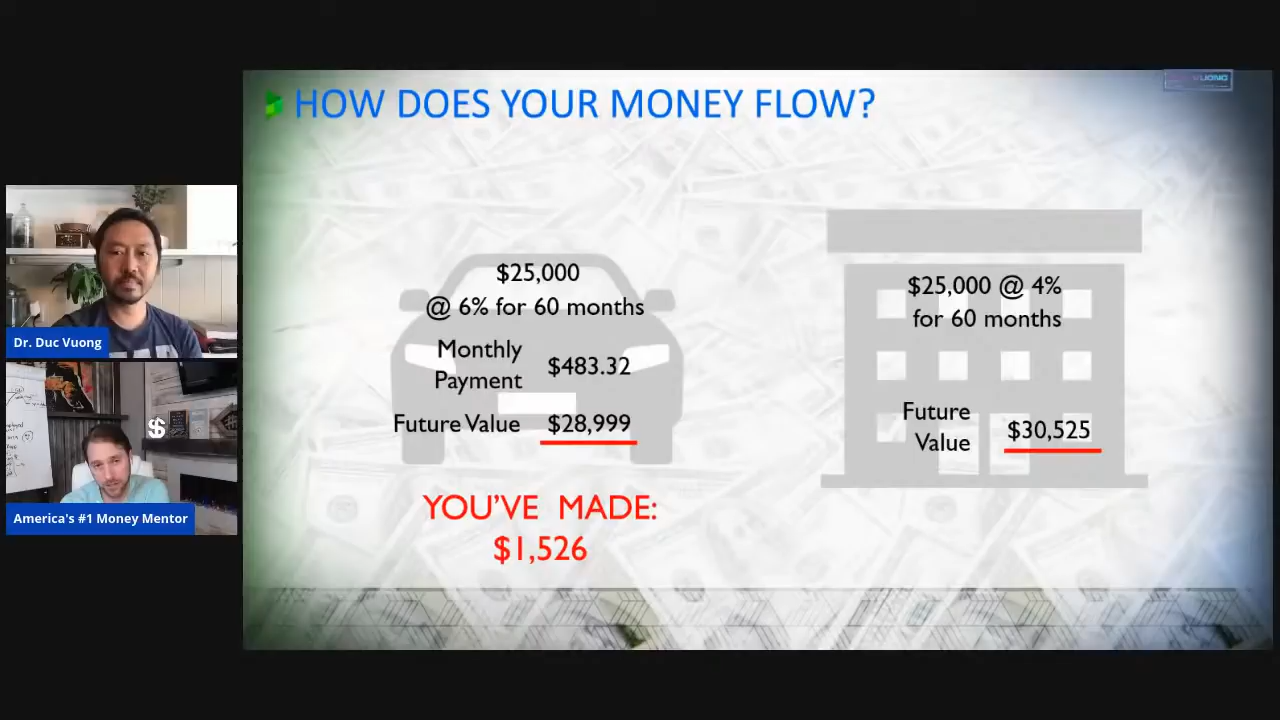 HOW DOES YOUR MONEY FLOW?
$25,000
@ 6% for 60 months
Monthly
Payment
$483.32
Future Value
$28,999
YOU'VE MADE:
$1,526
$25,000 @ 4%
for 60 months
Future
Value
$30,525
Dr. Duc Vuong
$
America's #1 Money Mentor